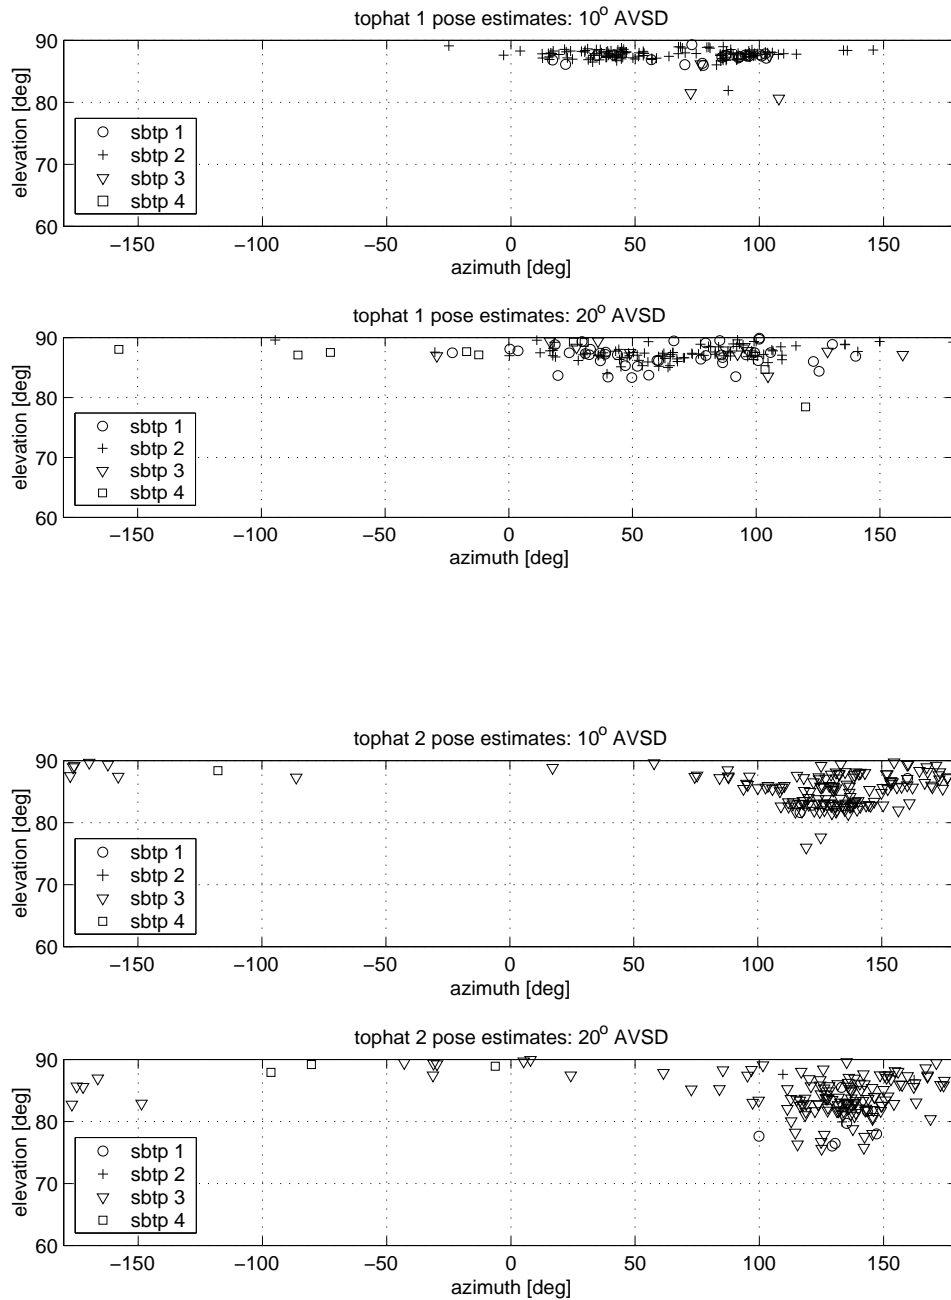 tophat 1 pose estimates: 10° AVSD
90
80
70
60
elevation [deg]
sbtp 1
sbtp 2
sbtp 3
sbtp 4
−150 −100 −50 0 50 100 150
azimuth [deg]
tophat 1 pose estimates: 20° AVSD
90
80
70
60
elevation [deg]
sbtp 1
sbtp 2
sbtp 3
sbtp 4
−150 −100 −50 0 50 100 150
azimuth [deg]
tophat 2 pose estimates: 10° AVSD
90
80
70
60
elevation [deg]
sbtp 1
sbtp 2
sbtp 3
sbtp 4
−150 −100 −50 0 50 100 150
azimuth [deg]
tophat 2 pose estimates: 20° AVSD
90
80
70
60
elevation [deg]
sbtp 1
sbtp 2
sbtp 3
sbtp 4
−150 −100 −50 0 50 100 150
azimuth [deg]